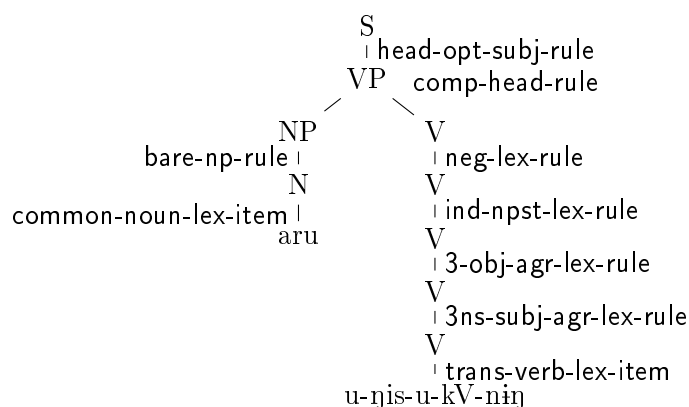 S
head-opt-subj-rule
VP comp-head-rule
NP V
bare-np-rule neg-lex-rule
N V
common-noun-lex-item ind-npst-lex-rule
aru V
3-obj-agr-lex-rule
V
3ns-subj-agr-lex-rule
V
trans-verb-lex-item
u-ŋis-u-kV-nɨŋ